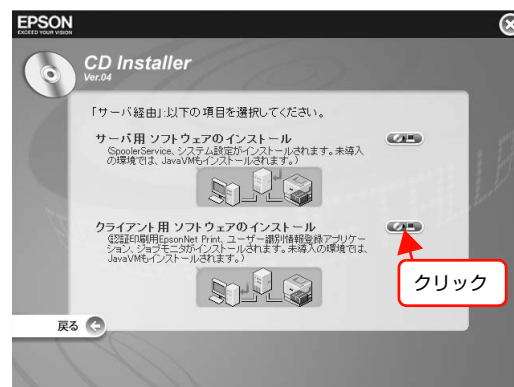 EPSON
EXCEED YOUR VISION
CD Installer
Ver.04
「サーバ経由」:以下の項目を選択してください。
サーバ用 ソフトウェアのインストール
(SpoolerService、システム設定がインストールされます。未導入
の環境では、JavaVMもインストールされます。)
クライアント用 ソフトウェアのインストール
(認証印刷用EpsonNet Print、ユーザー識別情報登録アプリケー
ション、ジョブモニタがインストールされます。未導入の環境では、
JavaVMもインストールされます。)
クリック
戻る